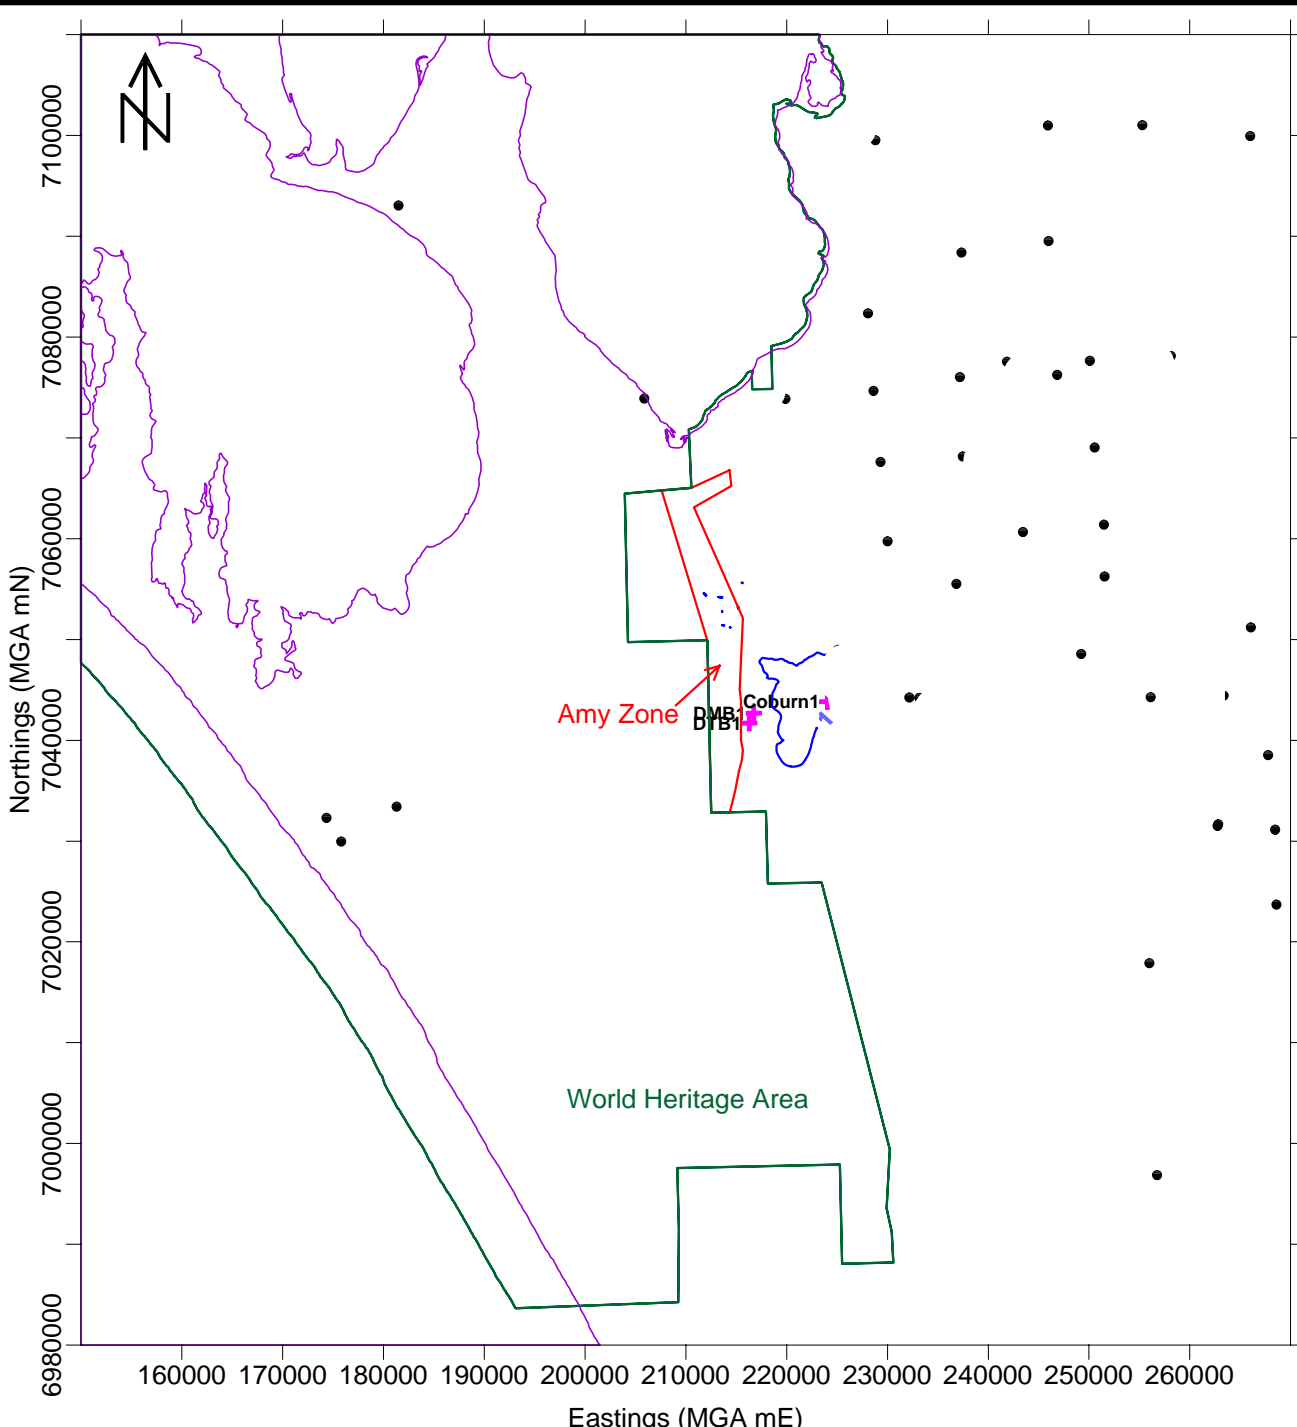 N
7100000
7080000
7060000
7040000
7020000
7000000
6980000
Northings (MGA mN)
Coburn1
DMB1
DTB1
Amy Zone
World Heritage Area
160000 170000 180000 190000 200000 210000 220000 230000 240000 250000 260000
Eastings (MGA mE)